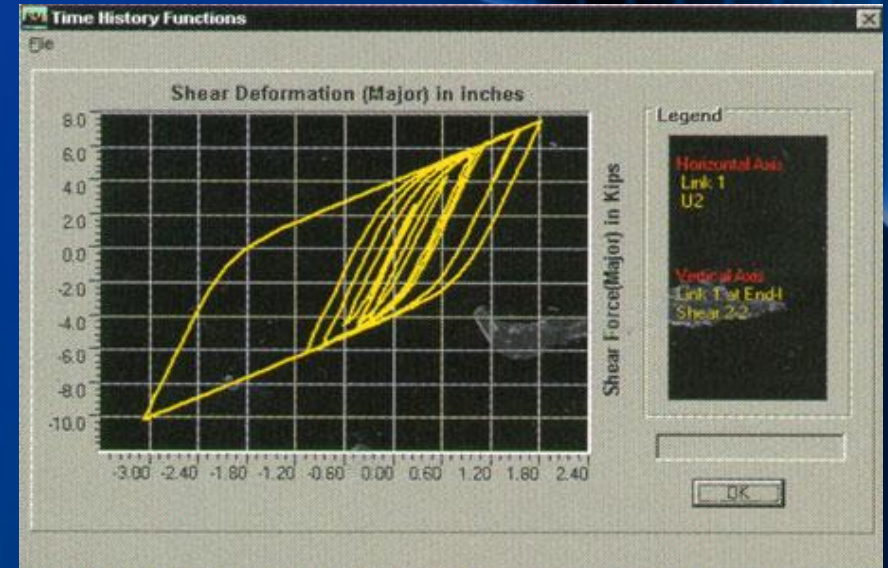 Time History Functions
File
Shear Deformation (Major) in inches
8.0
6.0
4.0
2.0
0.0
-2.0
-4.0
-6.0
-8.0
-10.0
-3.00 -2.40 -1.80 -1.20 -0.60 0.00 0.60 1.20 1.80 2.40
Shear Force(Major) in Kips
Legend
Horizontal Axis
Link 1
U2
Vertical Axis
Link 1 at End-I
Shear 2-2
OK